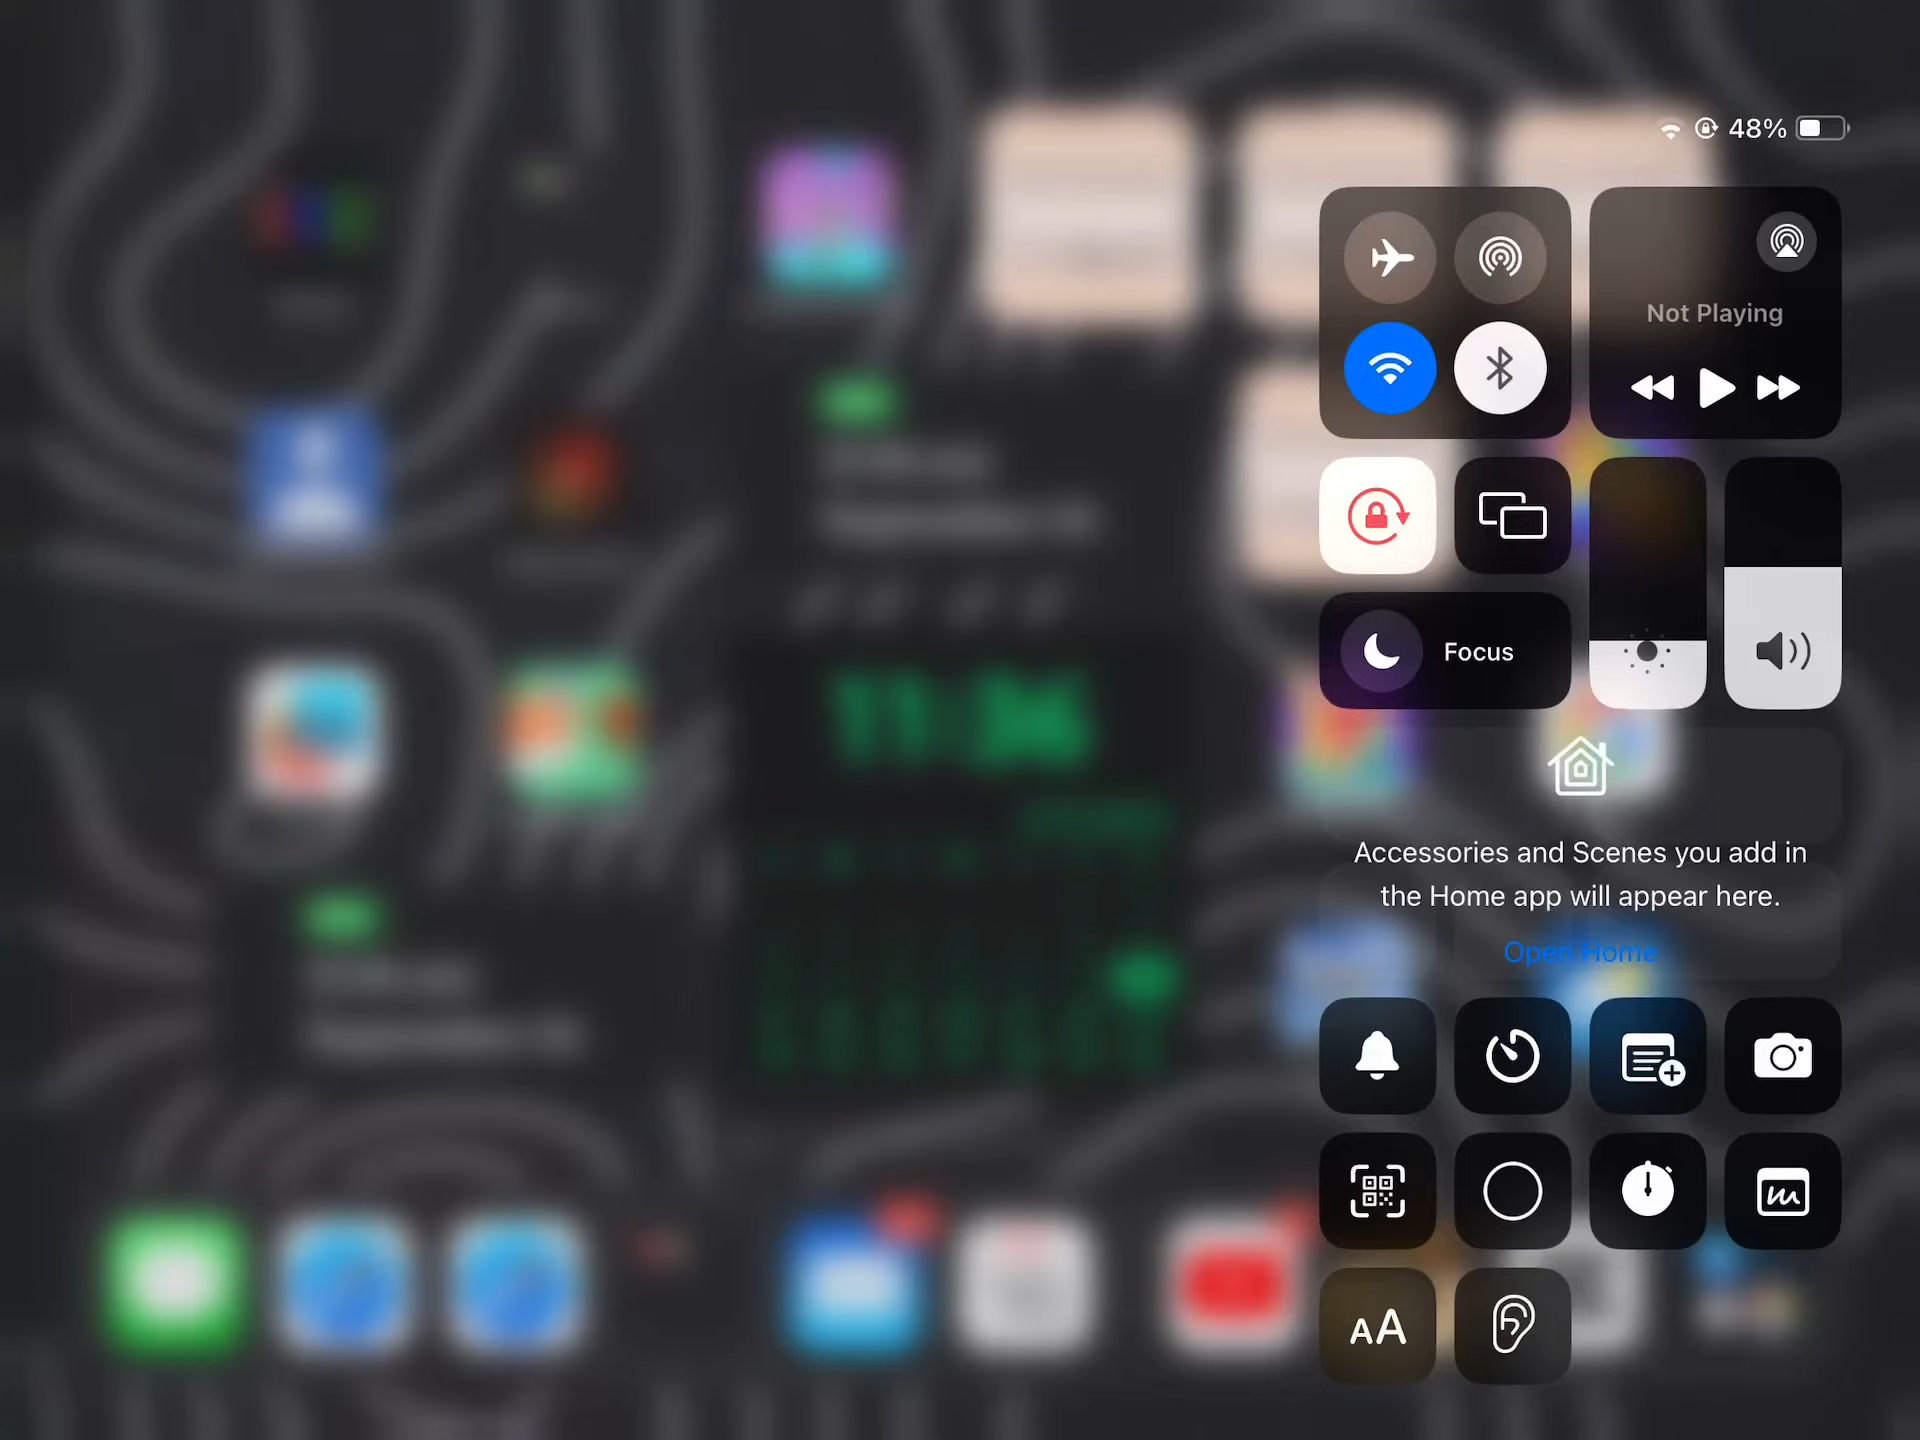 48%
Not Playing
Focus
Accessories and Scenes you add in
the Home app will appear here.
Open Home
AA